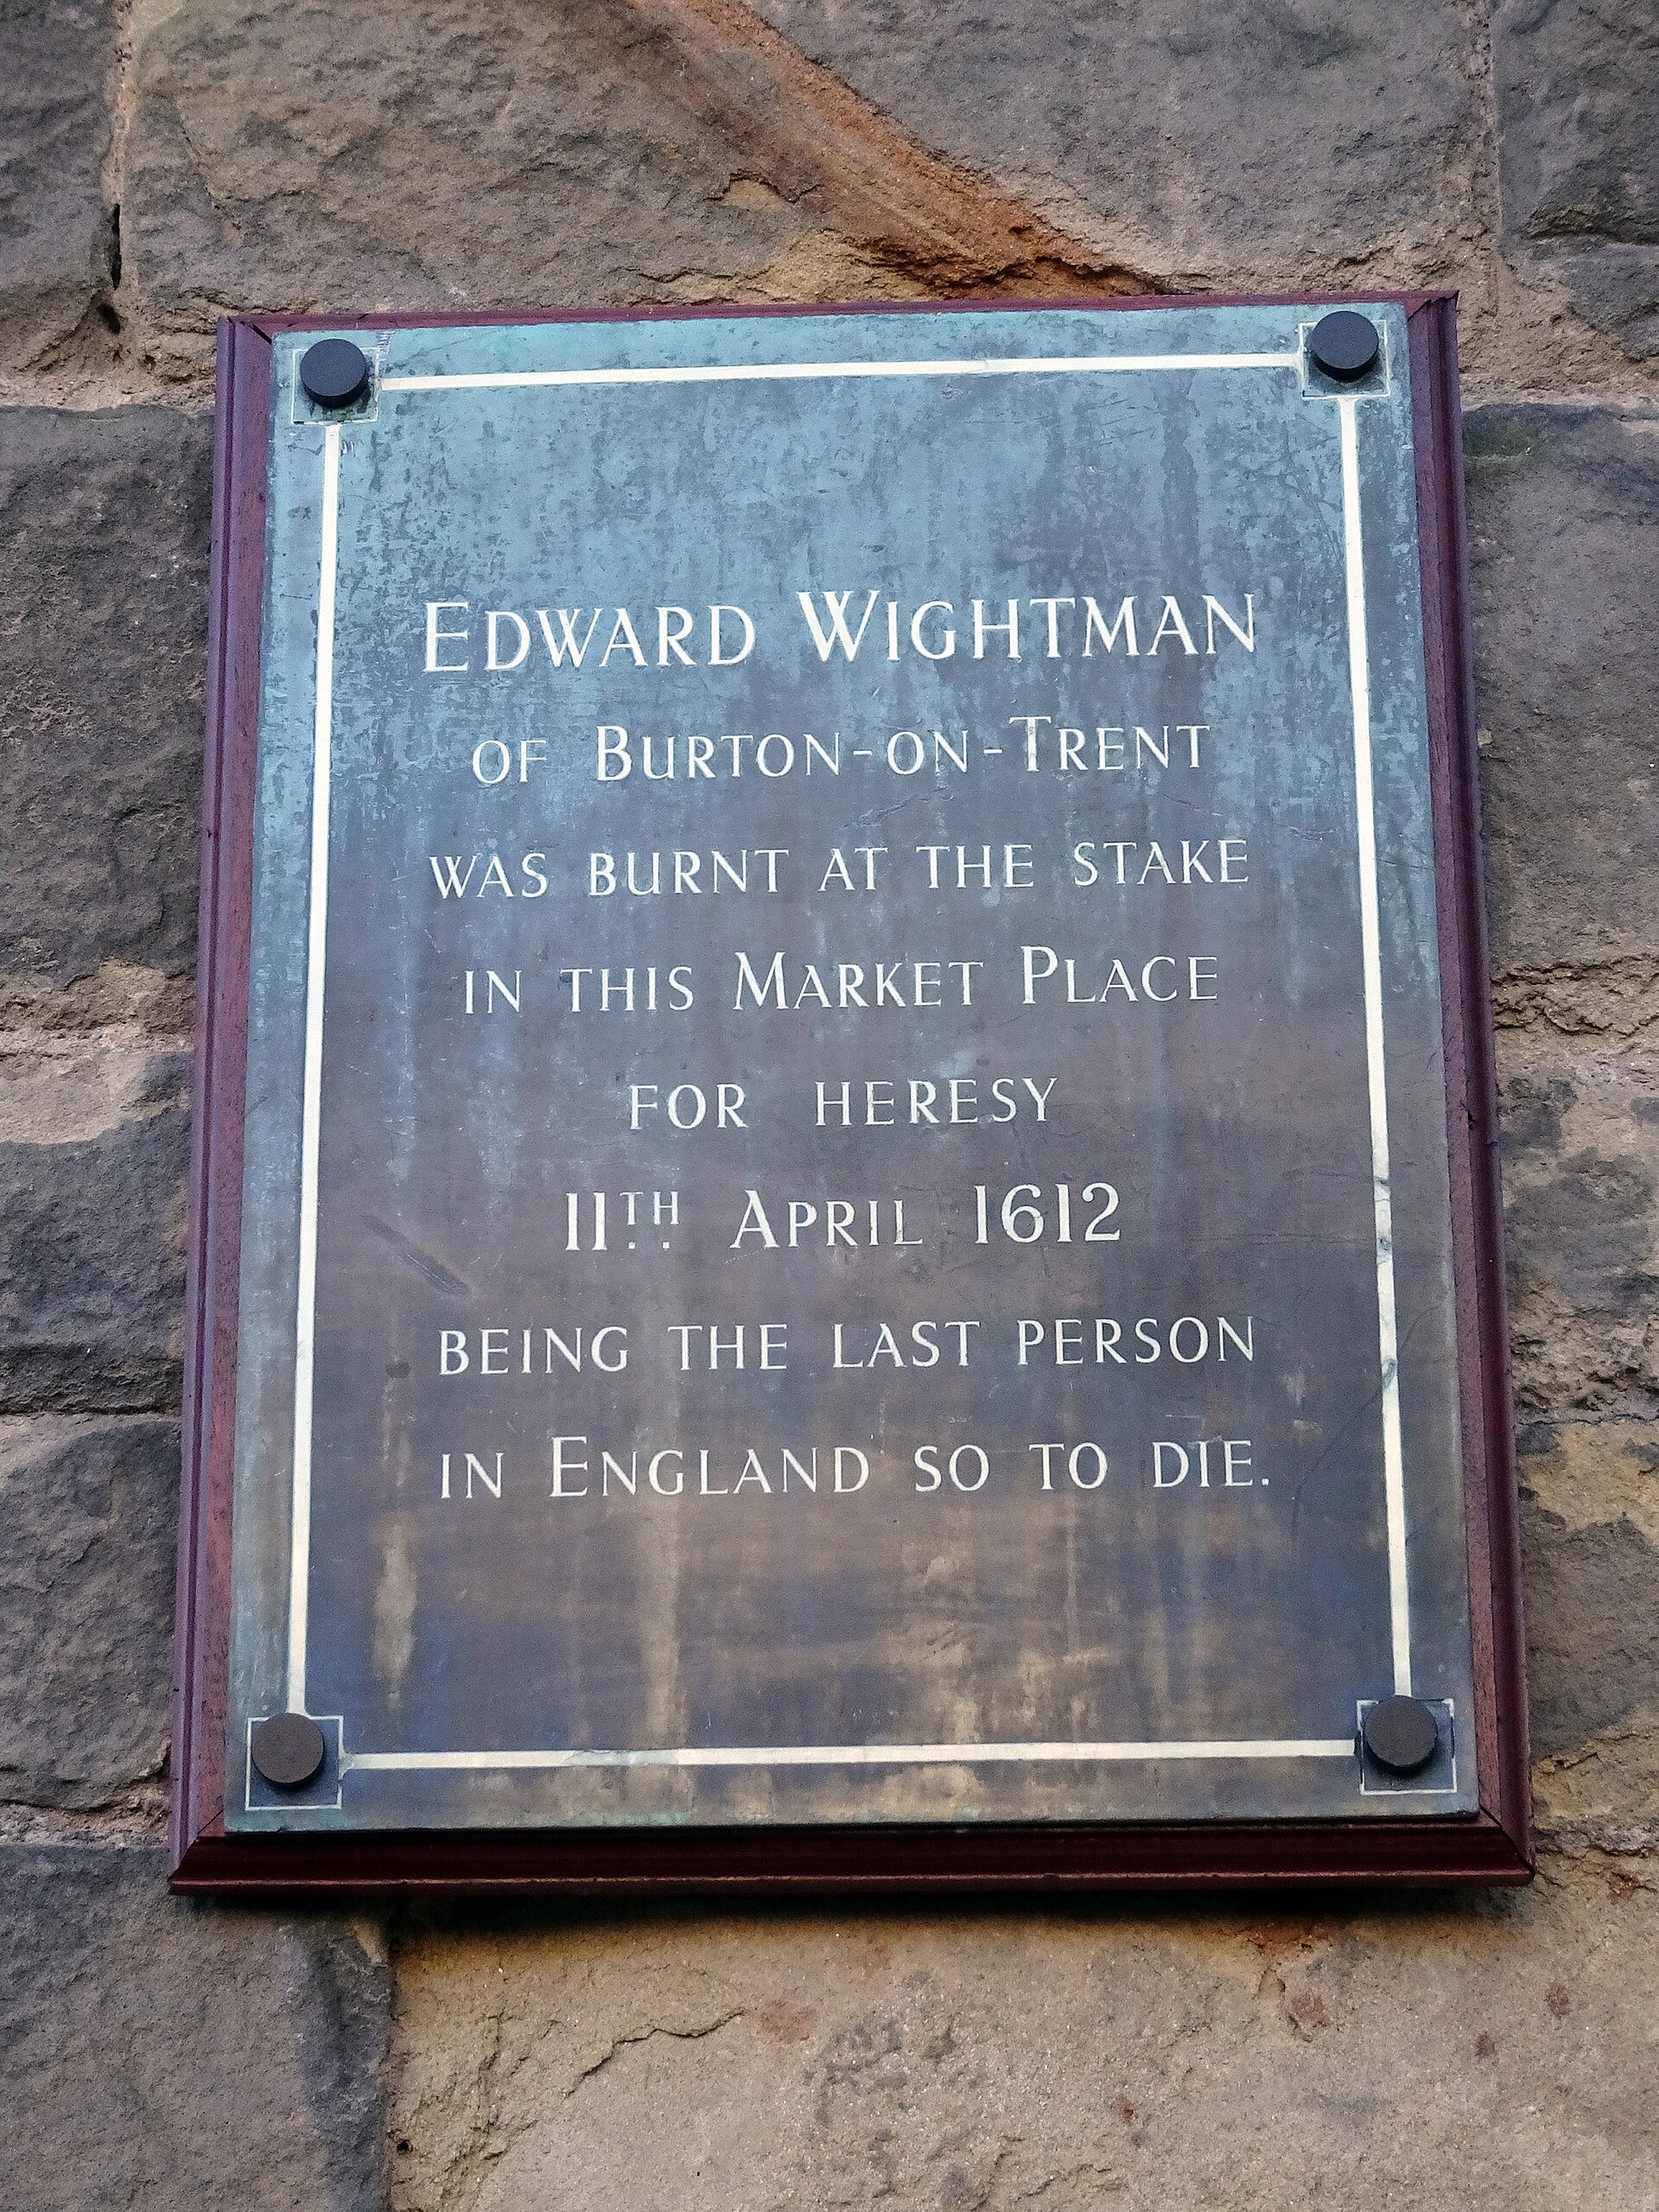 Edward Wightman
of Burton-on-Trent
was burnt at the stake
in this Market Place
for heresy
11th April 1612
being the last person
in England so to die.